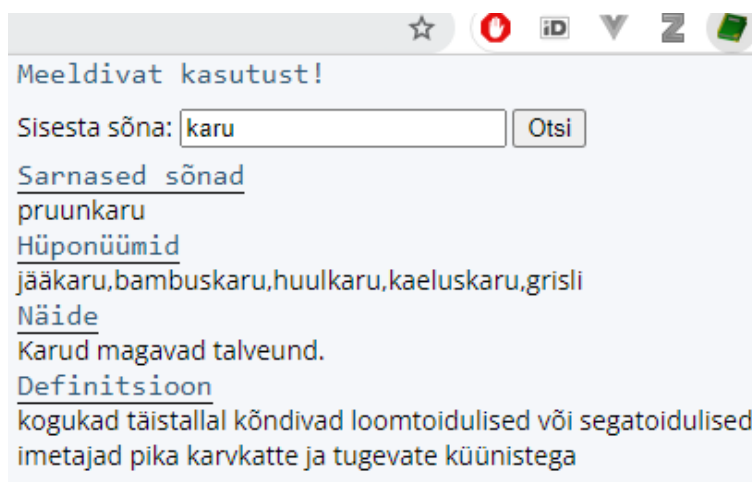 iD
Meeldivat kasutust!
Sisesta sõna: karu Otsi
Sarnased sõnad
pruunkaru
Hüponüümid
jääkaru,bambuskaru,huulkaru,kaeluskaru,grisli
Näide
Karud magavad talveund.
Definitsioon
kogukad täistallal kõndivad loomtoidulised või segatoidulised
imetajad pika karvkatte ja tugevate küünistega